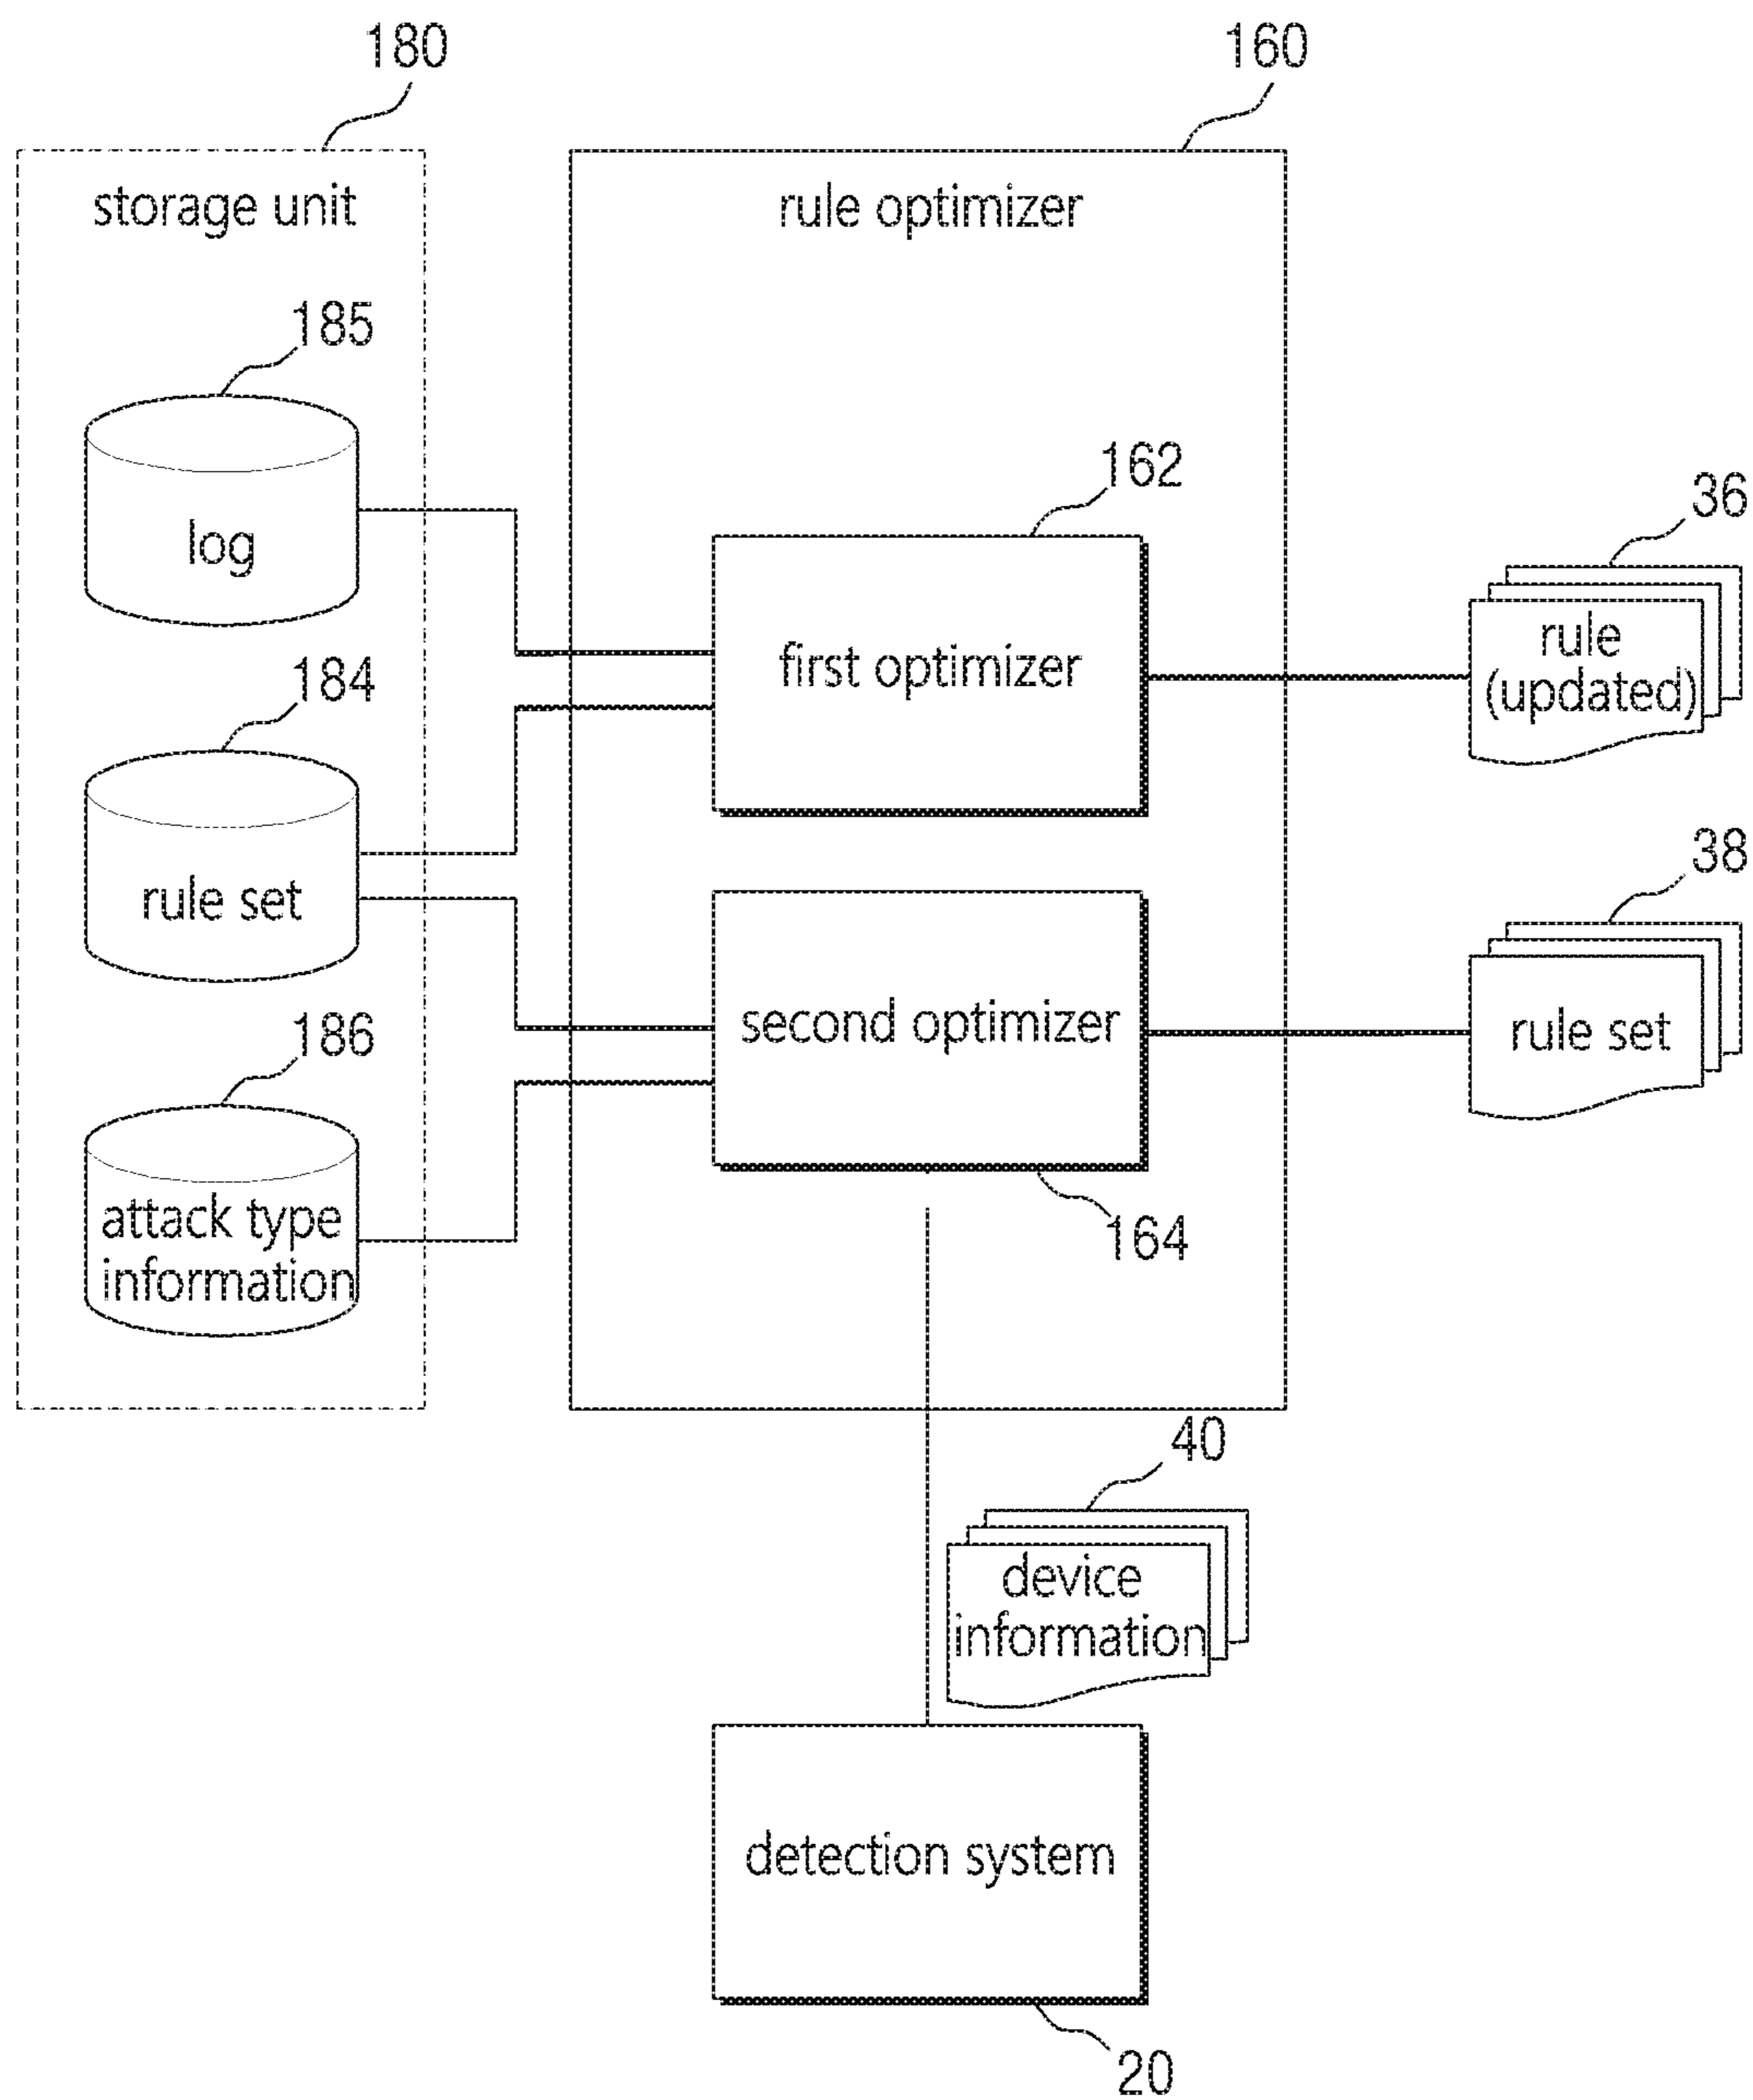 180
160
storage unit
rule optimizer
185
log
162
36
first optimizer
rule
(updated)
184
rule set
38
second optimizer
rule set
186
attack type
information
164
40
device
information
detection system
20